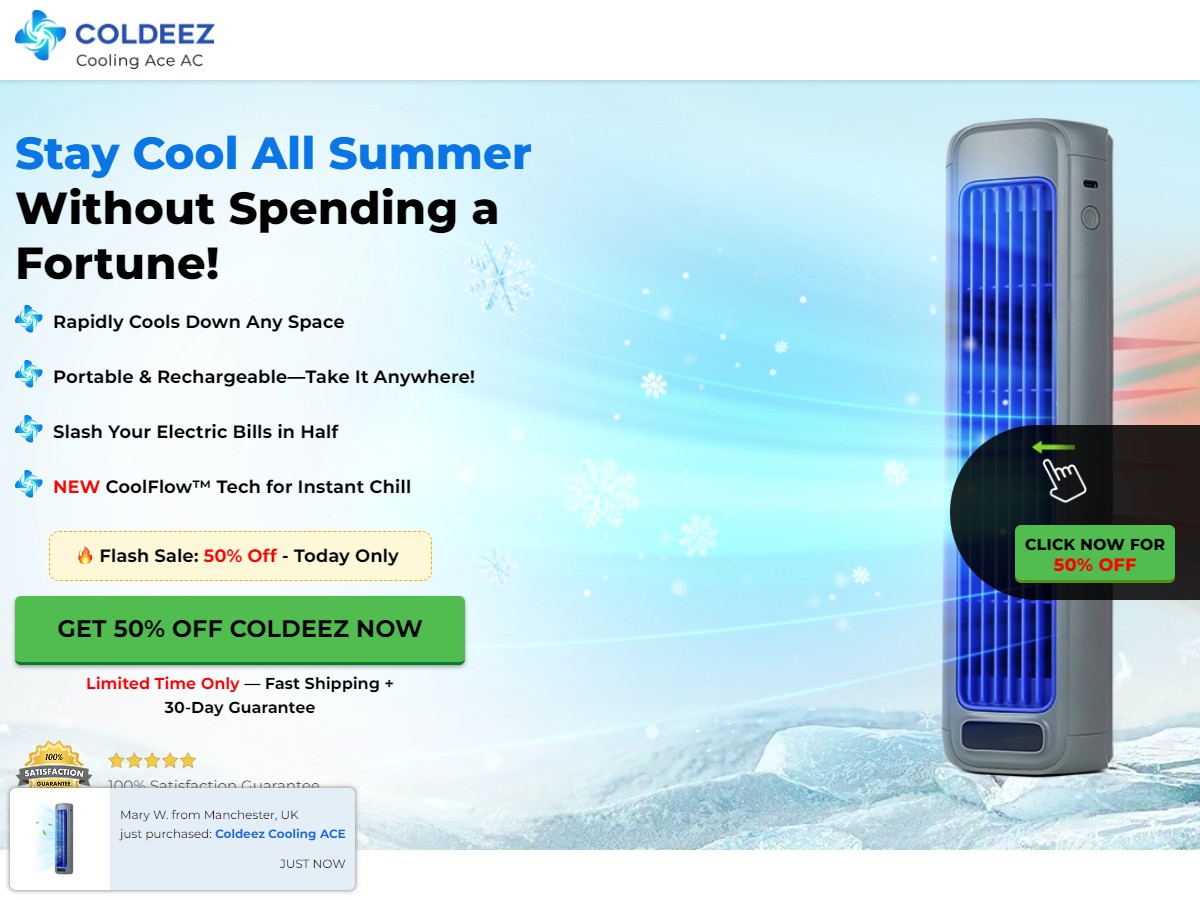 COLDEEZ
Cooling Ace AC
Stay Cool All Summer
Without Spending a
Fortune!
Rapidly Cools Down Any Space
Portable & Rechargeable—Take It Anywhere!
Slash Your Electric Bills in Half
NEW CoolFlow™ Tech for Instant Chill
🔥 Flash Sale: 50% Off - Today Only
GET 50% OFF COLDEEZ NOW
Limited Time Only — Fast Shipping +
30-Day Guarantee
CLICK NOW FOR
50% OFF
100%
SATISFACTION
GUARANTEE
100% Satisfaction Guarantee
Mary W. from Manchester, UK
just purchased: Coldeez Cooling ACE
JUST NOW